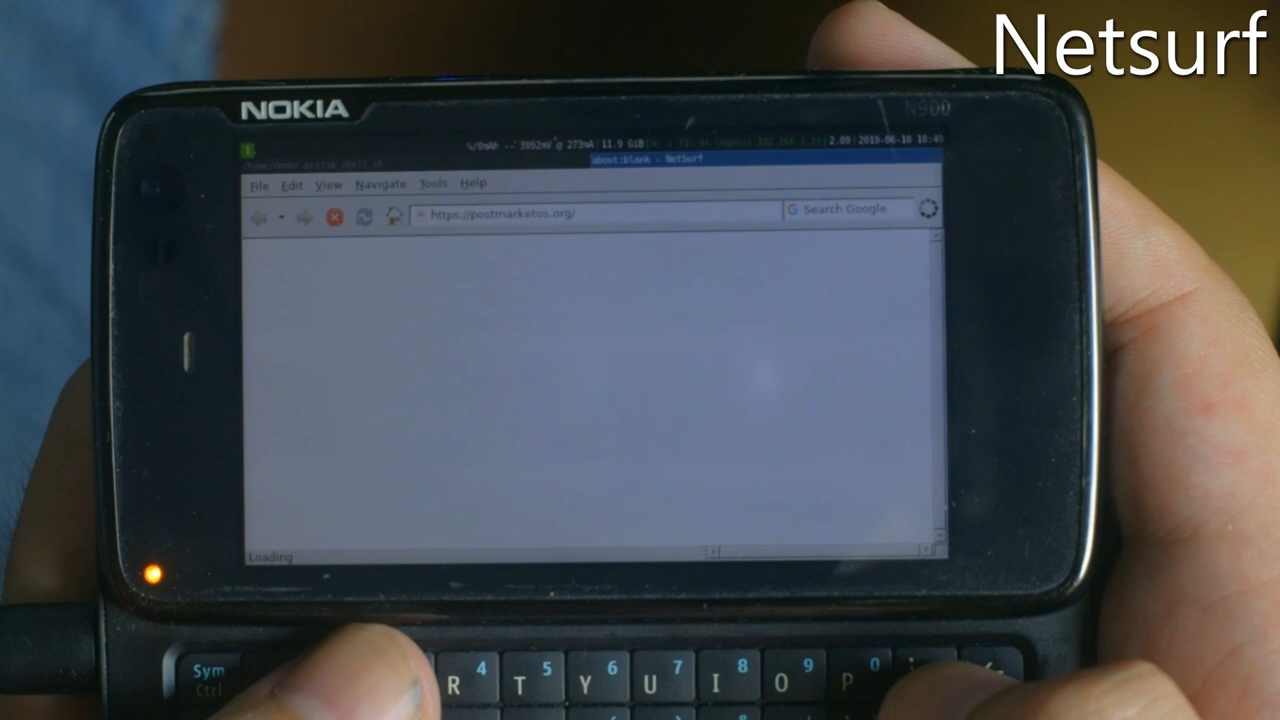 Netsurf
NOKIA
N900
1
3992mV @ 273mA | 11.9 GiB
2.09 | 2019-06-10 10:49
about:blank - NetSurf
File Edit View Navigate Tools Help
https://postmarketos.org/
Search Google
Loading
Sym 4 5 6 7 8 9 0
Ctrl R T Y U I O P